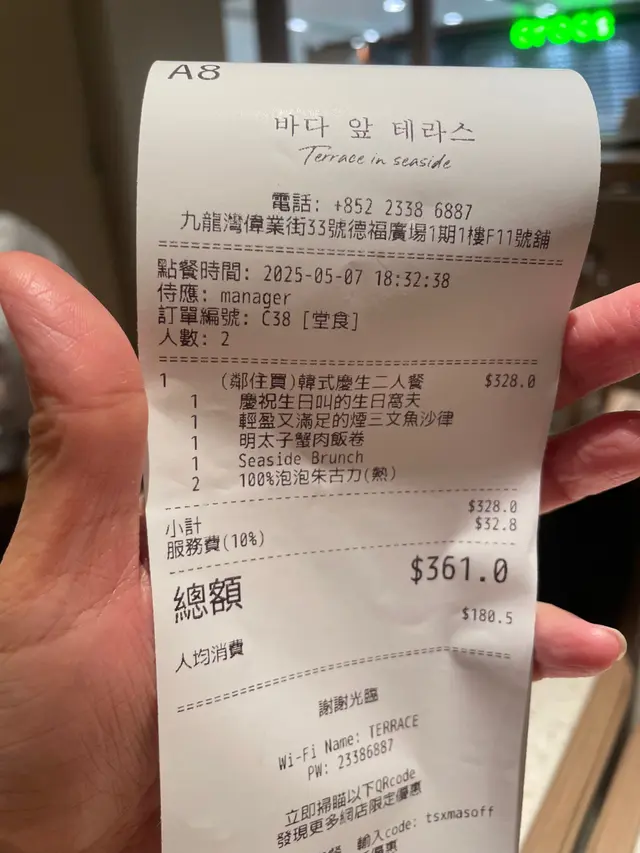 A8
바다 앞 테라스
Terrace in seaside
電話: +852 2338 6887
九龍灣偉業街33號德福廣場1期1樓F11號舖
點餐時間: 2025-05-07 18:32:38
侍應: manager
訂單編號: C38 [堂食]
人數: 2
1 (鄰住買)韓式慶生二人餐 $328.0
1 慶祝生日叫的生日窩夫
1 輕盈又滿足的煙三文魚沙律
1 明太子蟹肉飯卷
1 Seaside Brunch
2 100%泡泡朱古力(熱)
小計 $328.0
服務費(10%) $32.8
總額 $361.0
人均消費 $180.5
謝謝光臨
Wi-Fi Name: TERRACE
PW: 23386887
立即掃瞄以下QRcode
發現更多網店限定優惠
輸入code: tsxmasoff